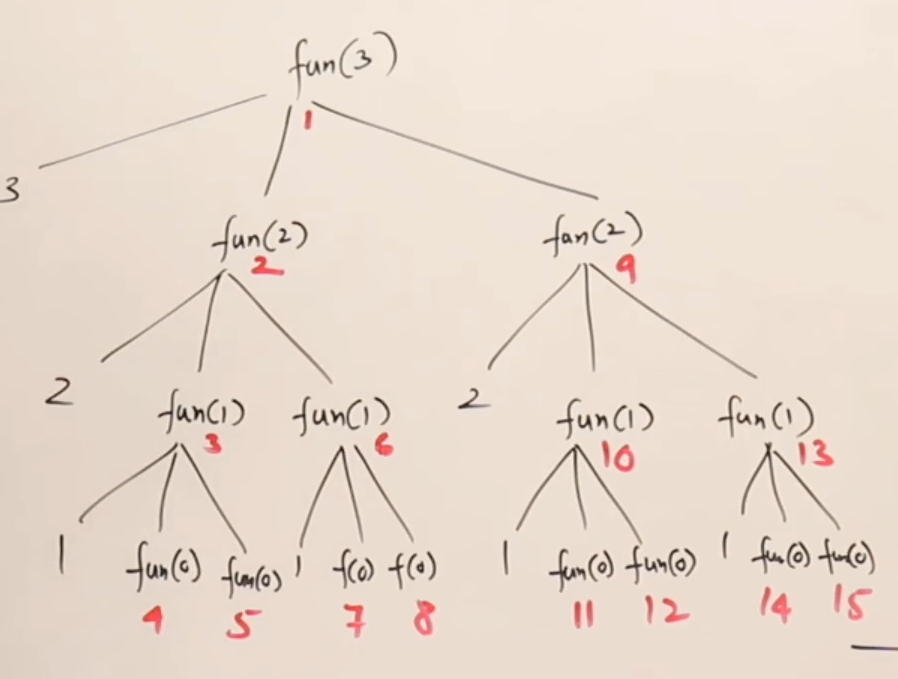 fun(3)
1
3
fun(2) fun(2)
2 9
2 2
fun(1) fun(1) fun(1) fun(1)
3 6 10 13
1 fun(0) fun(0) 1 f(0) f(0) 1 fun(0) fun(0) 1 fun(0) fun(0)
4 5 7 8 11 12 14 15